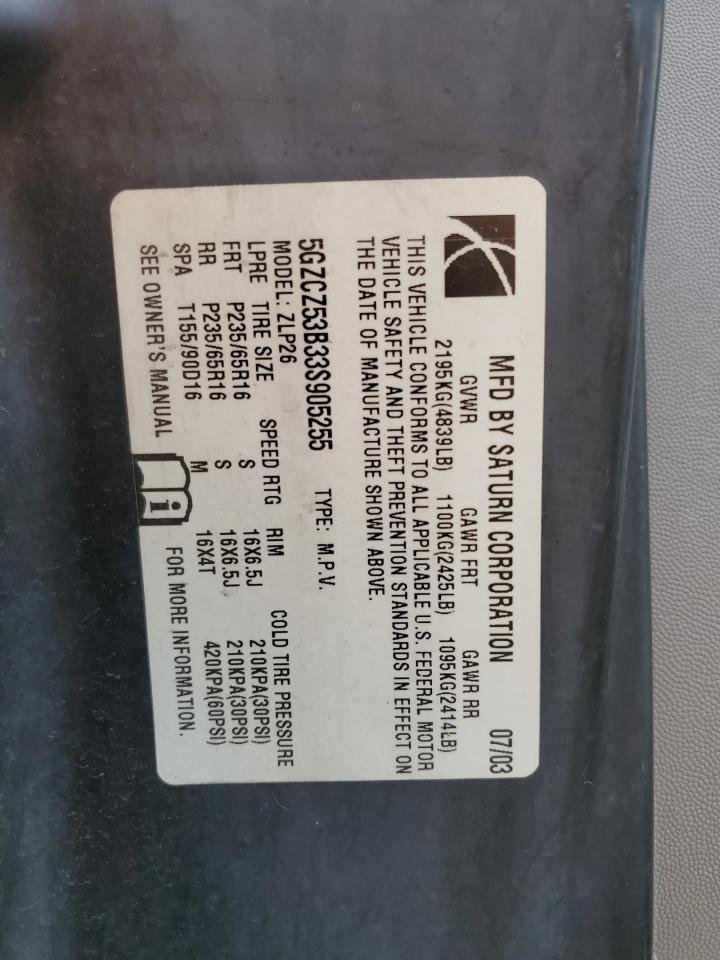 MFD BY SATURN CORPORATION 07/03
GVWR GAWR FRT GAWR RR
2195KG(4839LB) 1100KG(2425LB) 1095KG(2414LB)
THIS VEHICLE CONFORMS TO ALL APPLICABLE U.S. FEDERAL MOTOR
VEHICLE SAFETY AND THEFT PREVENTION STANDARDS IN EFFECT ON
THE DATE OF MANUFACTURE SHOWN ABOVE.
5GZCZ53B33S905255 TYPE: M.P.V.
MODEL: ZLP26
LPRE TIRE SIZE SPEED RTG RIM COLD TIRE PRESSURE
FRT P235/65R16 S 16X6.5J 210KPA(30PSI)
RR P235/65R16 S 16X6.5J 210KPA(30PSI)
SPA T155/90D16 M 16X4T 420KPA(60PSI)
SEE OWNER'S MANUAL i FOR MORE INFORMATION.